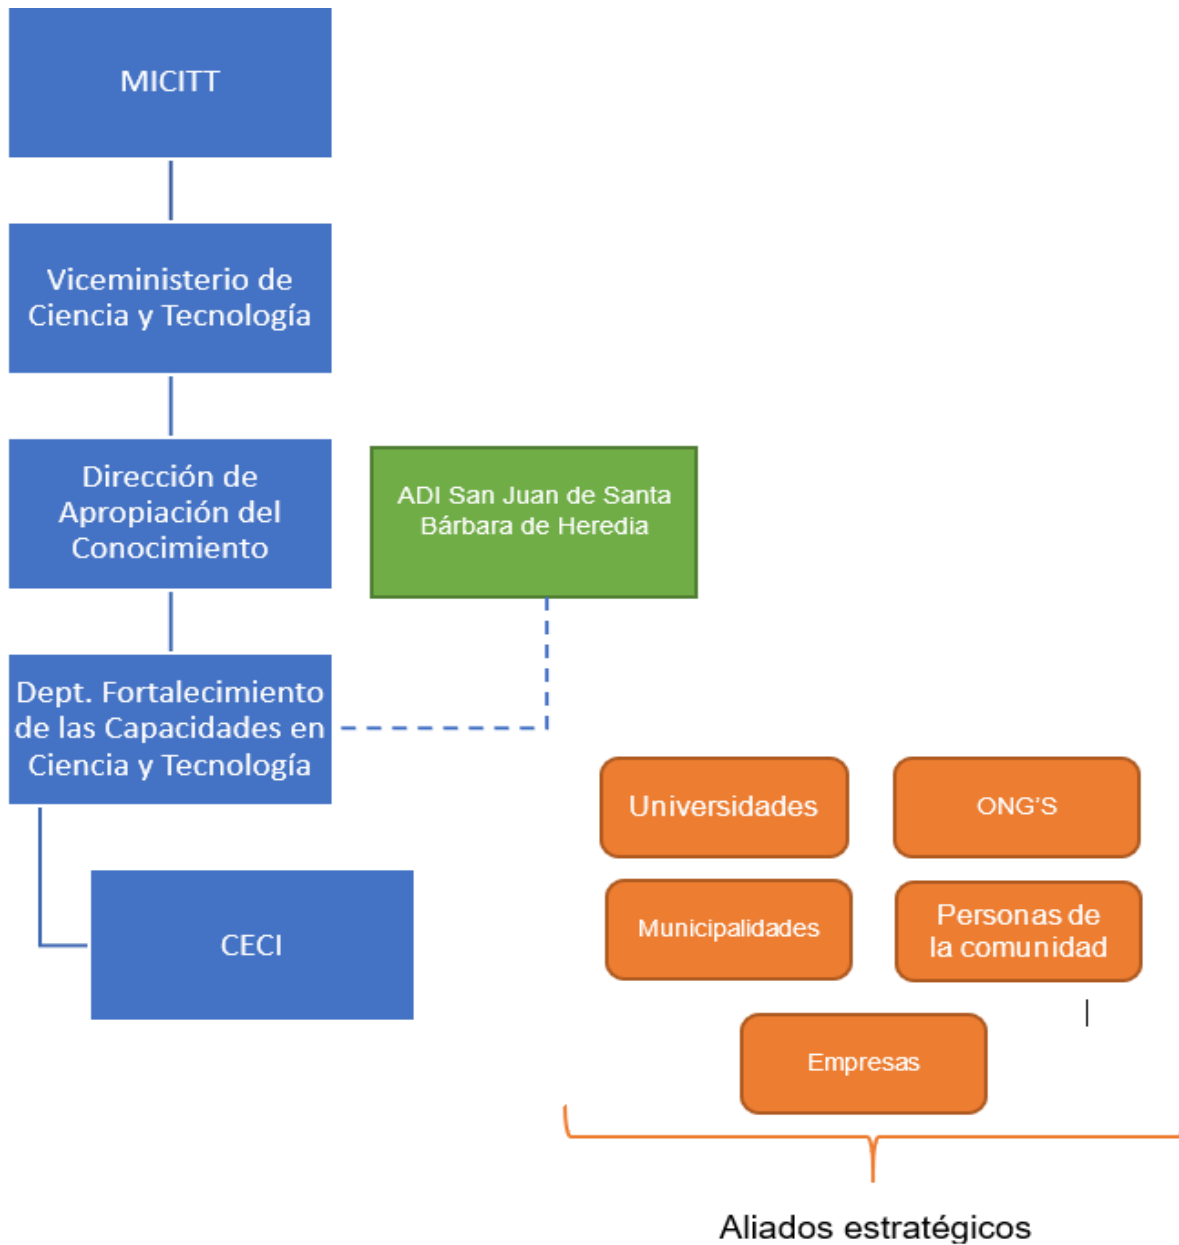 MICITT
Viceministerio de
Ciencia y Tecnología
Dirección de
Apropiación del
Conocimiento
ADI San Juan de Santa
Bárbara de Heredia
Dept. Fortalecimiento
de las Capacidades en
Ciencia y Tecnología
CECI
Universidades
ONG'S
Municipalidades
Personas de
la comunidad
Empresas
Aliados estratégicos